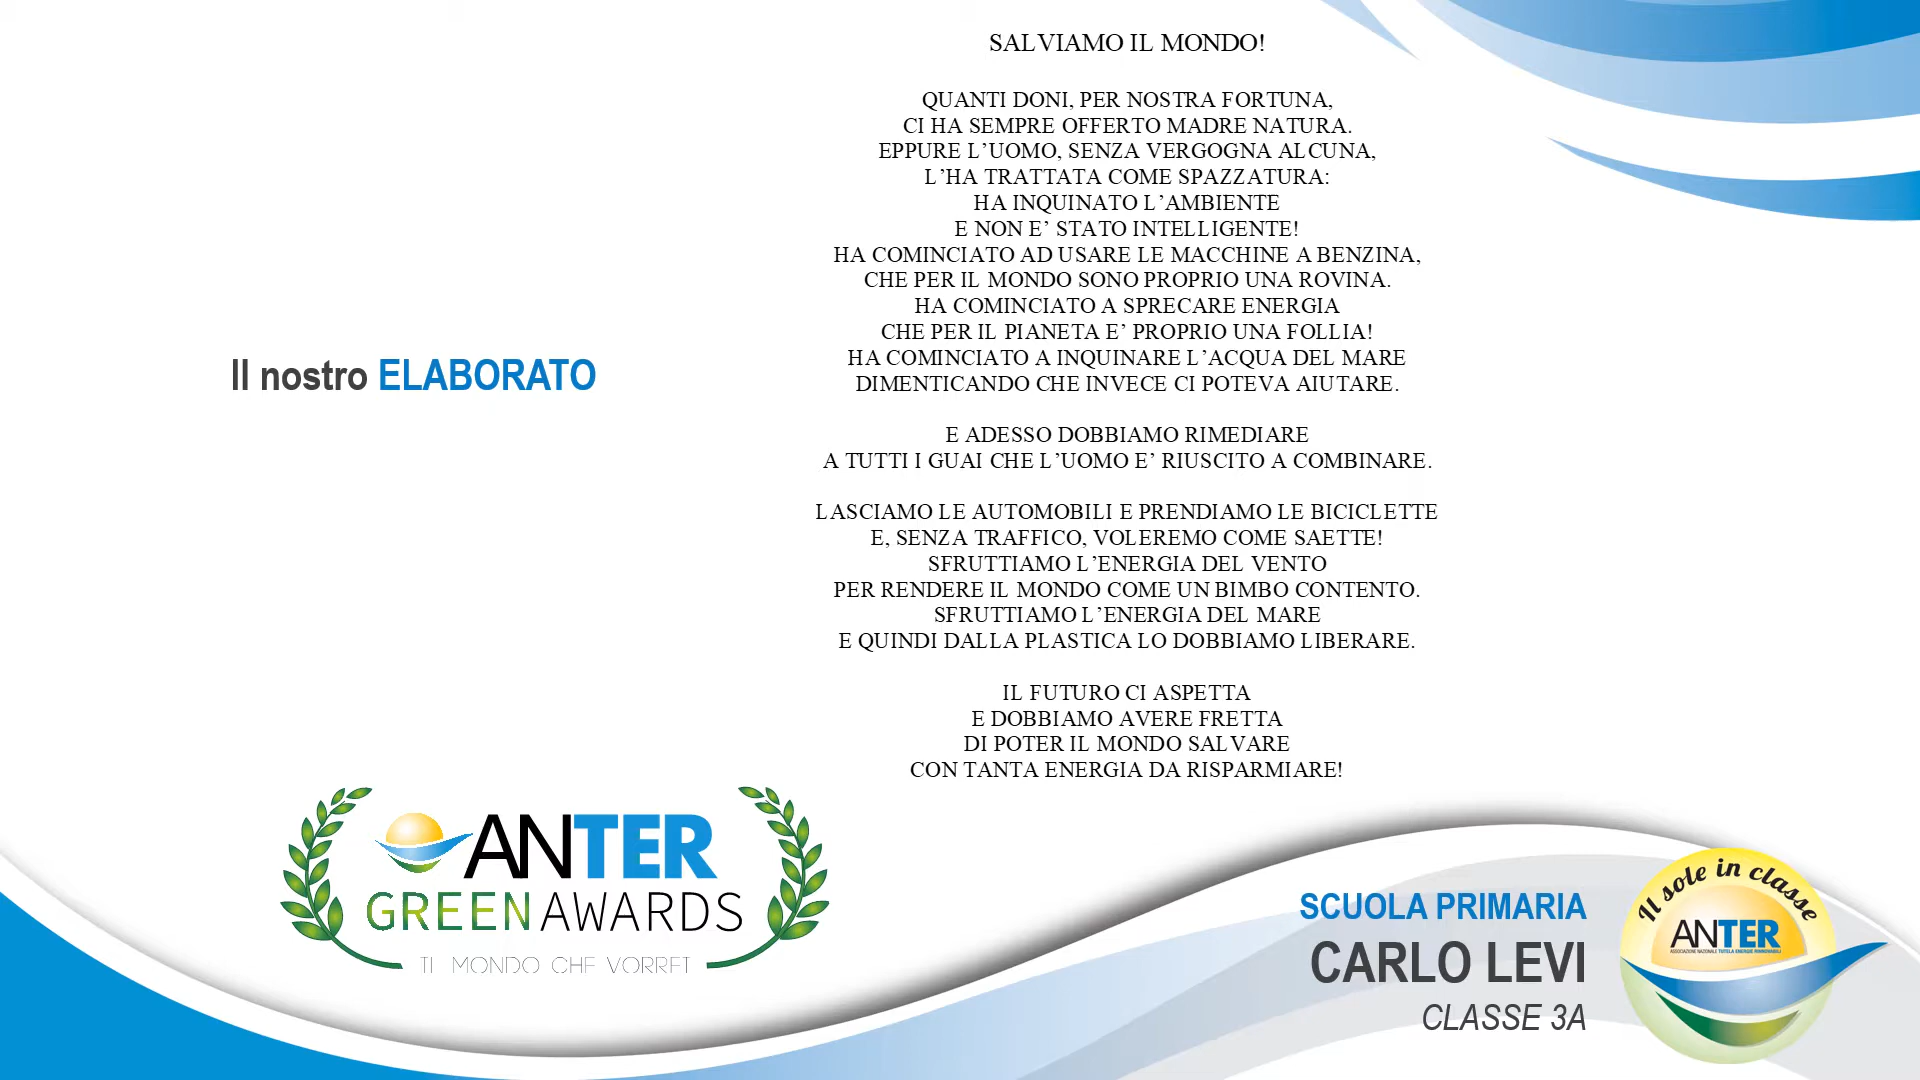 SALVIAMO IL MONDO!
QUANTI DONI, PER NOSTRA FORTUNA,
CI HA SEMPRE OFFERTO MADRE NATURA.
EPPURE L’UOMO, SENZA VERGOGNA ALCUNA,
L’HA TRATTATA COME SPAZZATURA:
HA INQUINATO L’AMBIENTE
E NON E’ STATO INTELLIGENTE!
HA COMINCIATO AD USARE LE MACCHINE A BENZINA,
CHE PER IL MONDO SONO PROPRIO UNA ROVINA.
HA COMINCIATO A SPRECARE ENERGIA
CHE PER IL PIANETA E’ PROPRIO UNA FOLLIA!
HA COMINCIATO A INQUINARE L’ACQUA DEL MARE
DIMENTICANDO CHE INVECE CI POTEVA AIUTARE.
E ADESSO DOBBIAMO RIMEDIARE
A TUTTI I GUAI CHE L’UOMO E’ RIUSCITO A COMBINARE.
LASCIAMO LE AUTOMOBILI E PRENDIAMO LE BICICLETTE
E, SENZA TRAFFICO, VOLEREMO COME SAETTE!
SFRUTTIAMO L’ENERGIA DEL VENTO
PER RENDERE IL MONDO COME UN BIMBO CONTENTO.
SFRUTTIAMO L’ENERGIA DEL MARE
E QUINDI DALLA PLASTICA LO DOBBIAMO LIBERARE.
IL FUTURO CI ASPETTA
E DOBBIAMO AVERE FRETTA
DI POTER IL MONDO SALVARE
CON TANTA ENERGIA DA RISPARMIARE!
Il nostro ELABORATO
ANTER
GREEN AWARDS
IL MONDO CHE VORREI
SCUOLA PRIMARIA
CARLO LEVI
CLASSE 3A
Il sole in classe
ANTER
ASSOCIAZIONE NAZIONALE TUTELA ENERGIE RINNOVABILI